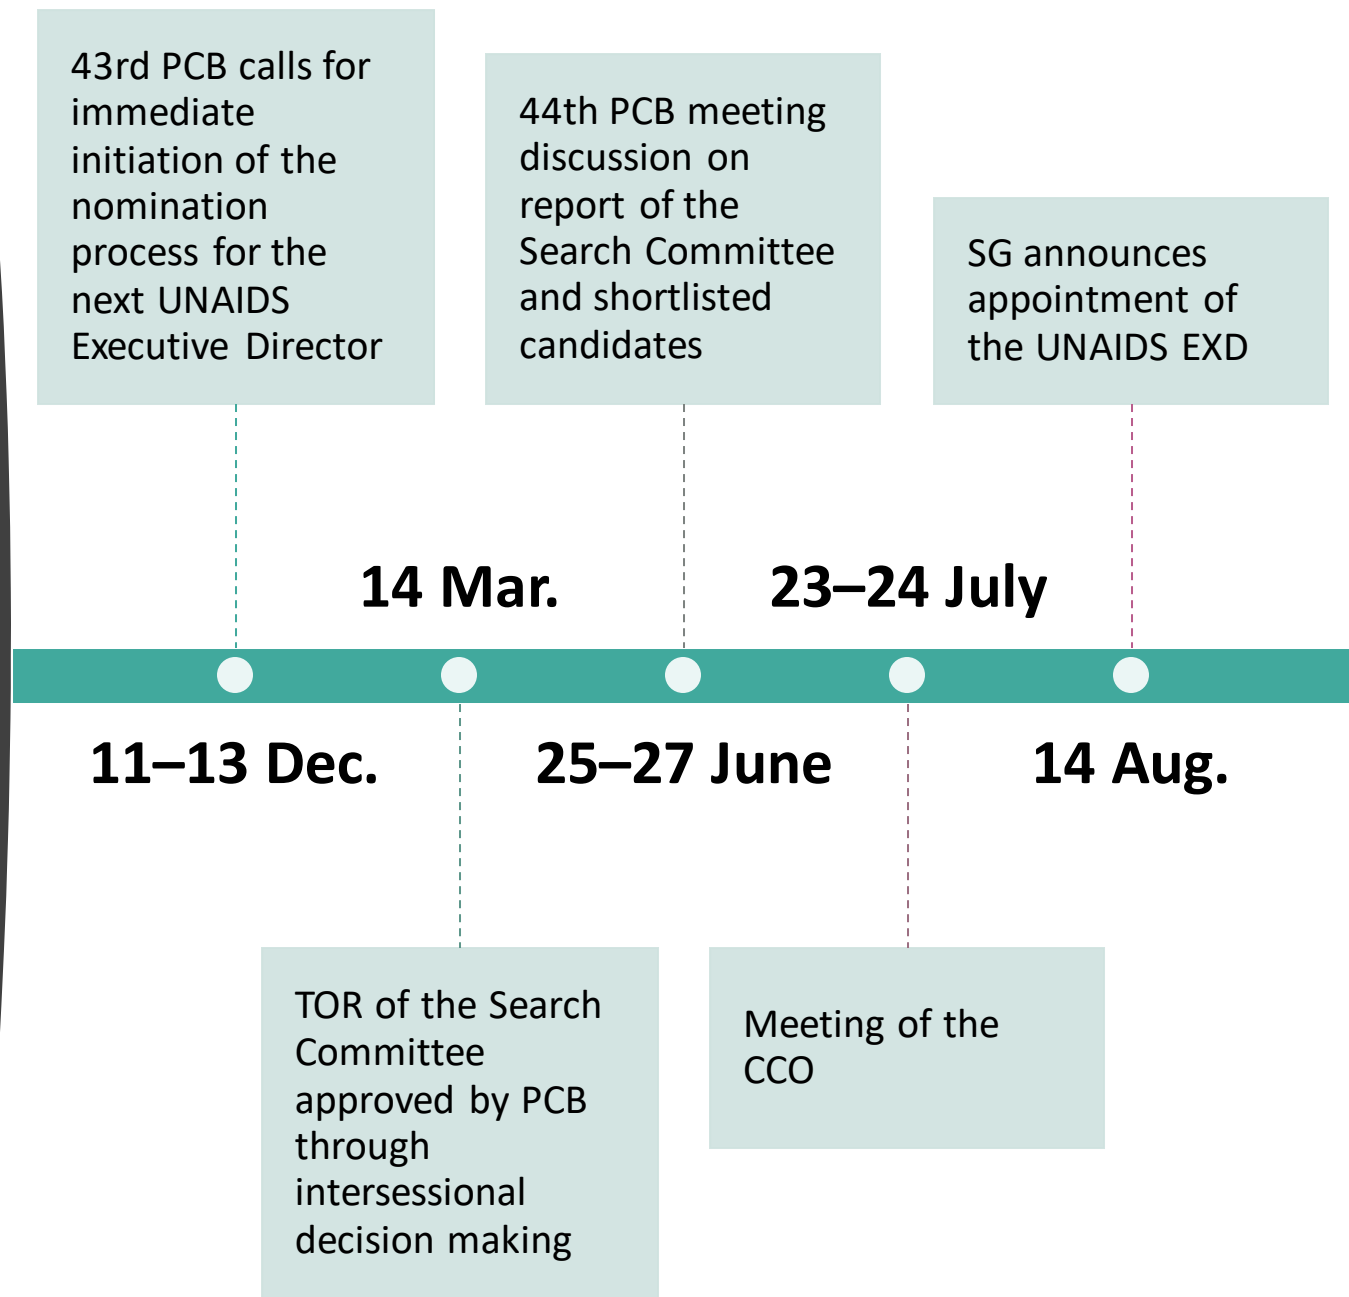 43rd PCB calls for
immediate
initiation of the
nomination
process for the
next UNAIDS
Executive Director
44th PCB meeting
discussion on
report of the
Search Committee
and shortlisted
candidates
SG announces
appointment of
the UNAIDS EXD
14 Mar.
23–24 July
11–13 Dec.
25–27 June
14 Aug.
TOR of the Search
Committee
approved by PCB
through
intersessional
decision making
Meeting of the
CCO